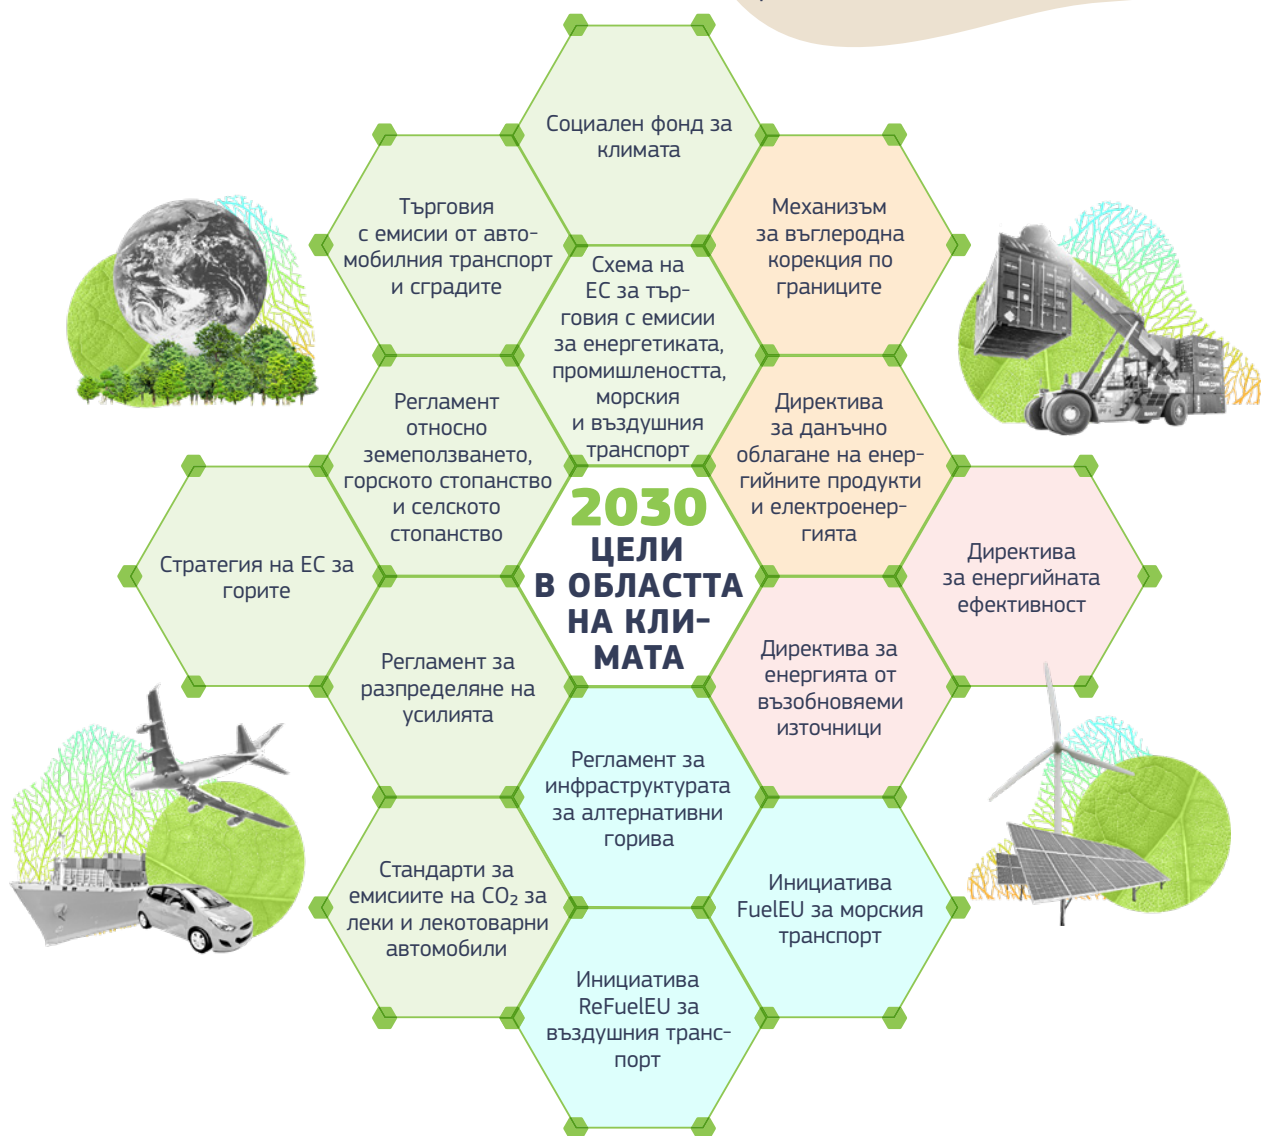 Социален фонд за
климата
Търговия
с емисии от авто-
мобилния транспорт
и сградите
Механизъм
за въглеродна
корекция по
границите
Схема на
ЕС за тър-
говия с емисии
за енергетиката,
промишлеността,
морския
и въздушния
транспорт
Регламент
относно
земеползването,
горското стопанство
и селското
стопанство
Директива
за данъчно
облагане на енер-
гийните продукти
и електроенер-
гията
2030
ЦЕЛИ
В ОБЛАСТТА
НА КЛИ-
МАТА
Стратегия на ЕС за
горите
Директива
за енергийната
ефективност
Регламент за
разпределяне на
усилията
Директива за
енергията от
възобновяеми
източници
Регламент за
инфраструктурата
за алтернативни
горива
Стандарти за
емисиите на CO₂ за
леки и лекотоварни
автомобили
Инициатива
FuelEU за морския
транспорт
Инициатива
ReFuelEU за
въздушния транс-
порт